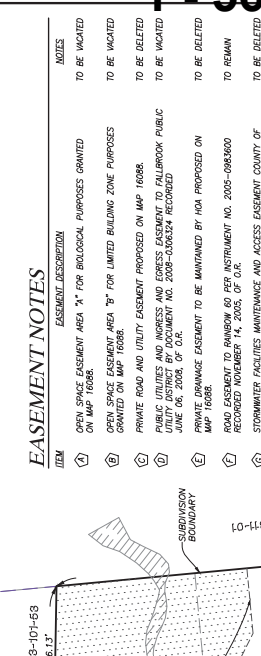 EASEMENT NOTES
ITEM EASEMENT DESCRIPTION NOTES
A OPEN SPACE EASEMENT AREA "A" FOR BIOLOGICAL PURPOSES GRANTED TO BE VACATED
ON MAP 16088.
B OPEN SPACE EASEMENT AREA "B" FOR LIMITED BUILDING ZONE PURPOSES TO BE VACATED
GRANTED ON MAP 16088.
C PRIVATE ROAD AND UTILITY EASEMENT PROPOSED ON MAP 16088. TO BE DELETED
D PUBLIC UTILITIES AND INGRESS AND EGRESS EASEMENT TO FALLBROOK PUBLIC TO BE VACATED
UTILITY DISTRICT BY DOCUMENT NO. 2008-0306324 RECORDED
JUNE 06, 2008, OF O.R.
E PRIVATE DRAINAGE EASEMENT TO BE MANTAINED BY HOA PROPOSED ON TO BE DELETED
MAP 16088.
F ROAD EASEMENT TO RAINBOW 60 PER INSTRUMENT NO. 2005-0983600 TO REMAIN
RECORDED NOVEMBER 14, 2005, OF O.R.
G STORMWATER FACILITIES MAINTENANCE AND ACCESS EASEMENT COUNTY OF TO BE DELETED
3-101-53
6.13'
SUBDIVISION
BOUNDARY